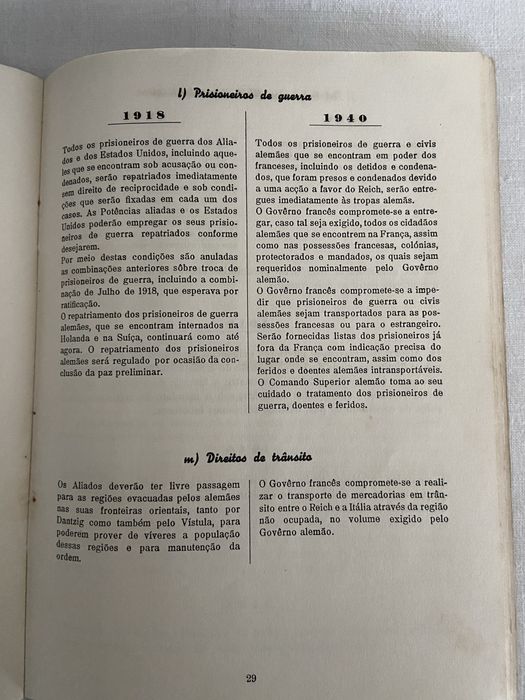 l) Prisioneiros de guerra
1918
Todos os prisioneiros de guerra dos Alia-
dos e dos Estados Unidos, incluindo aque-
les que se encontram sob acusação ou con-
denados, serão repatriados imediatamente
sem direito de reciprocidade e sob condi-
ções que serão fixadas em cada um dos
casos. As Potências aliadas e os Estados
Unidos poderão empregar os seus prisio-
neiros de guerra repatriados conforme
desejarem.
Por meio destas condições são anuladas
as combinações anteriores sôbre troca de
prisioneiros de guerra, incluindo a combi-
nação de Julho de 1918, que esperava por
ratificação.
O repatriamento dos prisioneiros de guerra
alemães, que se encontram internados na
Holanda e na Suíça, continuará como até
agora. O repatriamento dos prisioneiros
alemães será regulado por ocasião da con-
clusão da paz preliminar.
1940
Todos os prisioneiros de guerra e civis
alemães que se encontram em poder dos
franceses, incluindo os detidos e condena-
dos, que foram presos e condenados devido
a uma acção a favor do Reich, serão entre-
gues imediatamente às tropas alemãs.
O Govêrno francês compromete-se a entre-
gar, caso tal seja exigido, todos os cidadãos
alemães que se encontrem na França, assim
como nas possessões francesas, colónias,
protectorados e mandados, os quais sejam
requeridos nominalmente pelo Govêrno
alemão.
O Govêrno francês compromete-se a impe-
dir que prisioneiros de guerra ou civis
alemães sejam transportados para as pos-
sessões francesas ou para o estrangeiro.
Serão fornecidas listas dos prisioneiros já
fora da França com indicação precisa do
lugar onde se encontram, assim como dos
feridos e doentes alemães intransportáveis.
O Comando Superior alemão toma ao seu
cuidado o tratamento dos prisioneiros de
guerra, doentes e feridos.
m) Direitos de trânsito
Os Aliados deverão ter livre passagem
para as regiões evacuadas pelos alemães
nas suas fronteiras orientais, tanto por
Dantzig como também pelo Vístula, para
poderem prover de víveres a população
dessas regiões e para manutenção da
ordem.
O Govêrno francês compromete-se a reali-
zar o transporte de mercadorias em trân-
sito entre o Reich e a Itália através da região
não ocupada, no volume exigido pelo
Govêrno alemão.
29